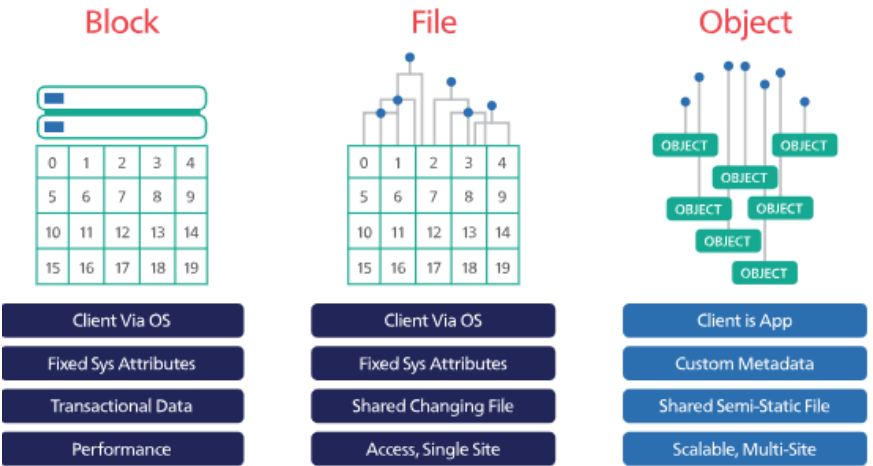 Block
0 1 2 3 4
5 6 7 8 9
10 11 12 13 14
15 16 17 18 19
Client Via OS
Fixed Sys Attributes
Transactional Data
Performance
File
0 1 2 3 4
5 6 7 8 9
10 11 12 13 14
15 16 17 18 19
Client Via OS
Fixed Sys Attributes
Shared Changing File
Access, Single Site
Object
OBJECT OBJECT
OBJECT
OBJECT OBJECT
OBJECT
OBJECT
Client is App
Custom Metadata
Shared Semi-Static File
Scalable, Multi-Site